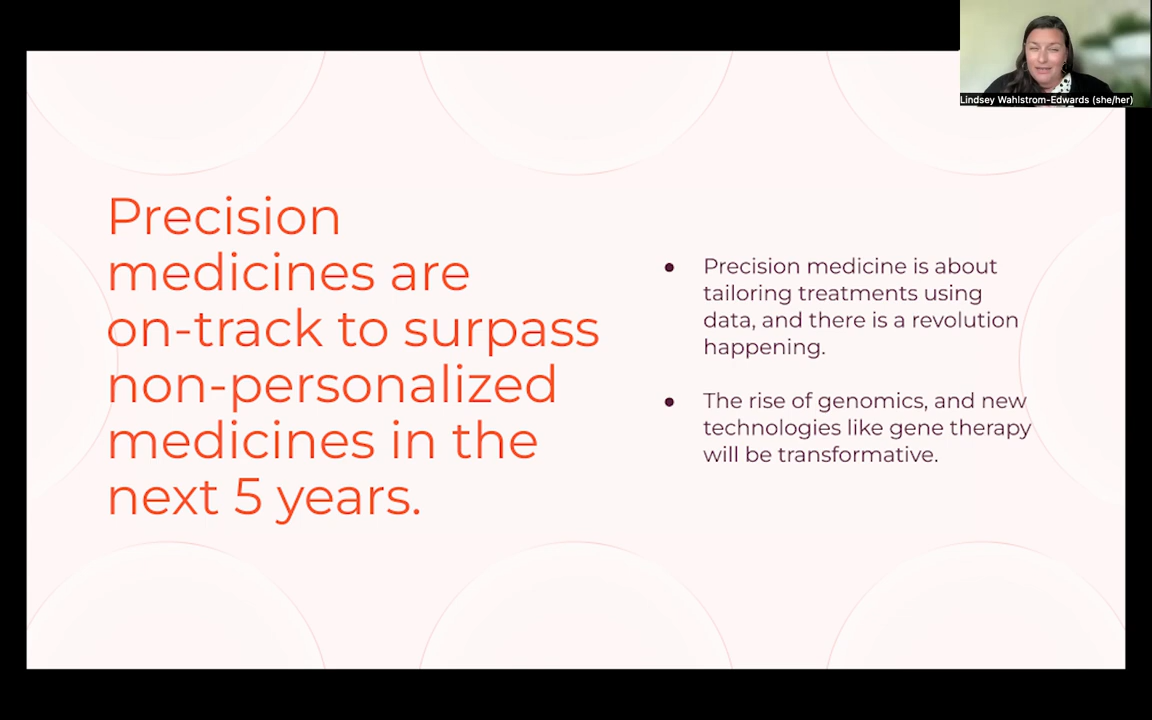 Lindsey Wahlstrom-Edwards (she/her)
Precision
medicines are
on-track to surpass
non-personalized
medicines in the
next 5 years.
● Precision medicine is about
tailoring treatments using
data, and there is a revolution
happening.
● The rise of genomics, and new
technologies like gene therapy
will be transformative.